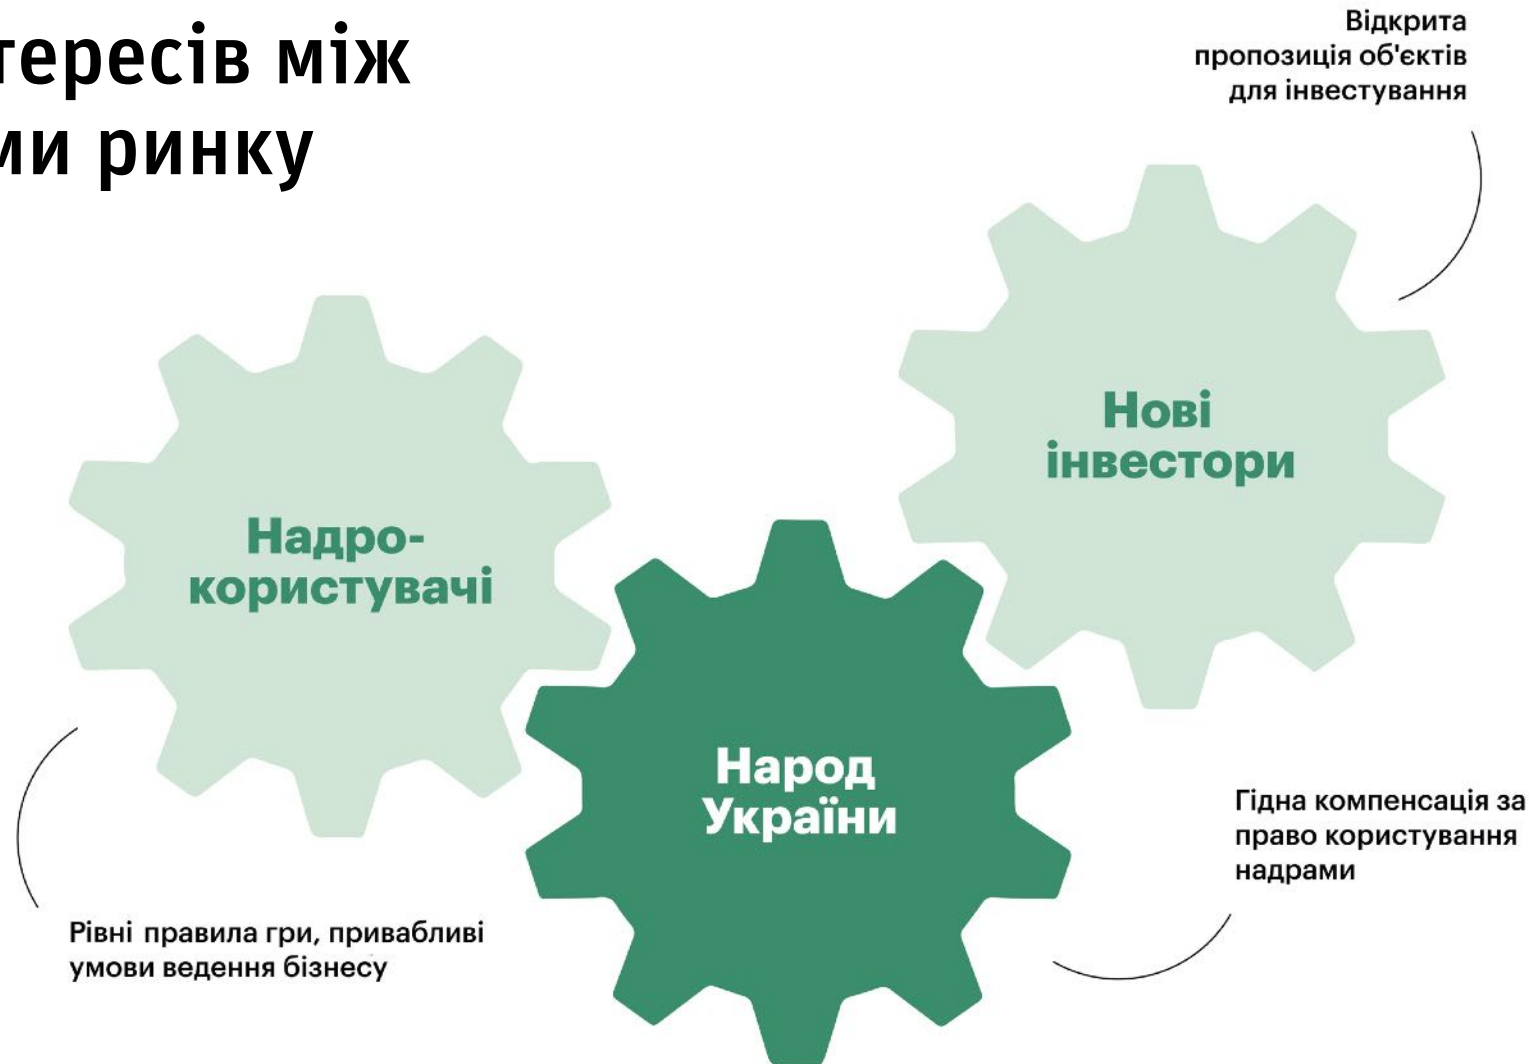 тересів між
ми ринку
Відкрита
пропозиція об'єктів
для інвестування
Нові
інвестори
Надро-
користувачі
Народ
України
Гідна компенсація за
право користування
надрами
Рівні правила гри, привабливі
умови ведення бізнесу